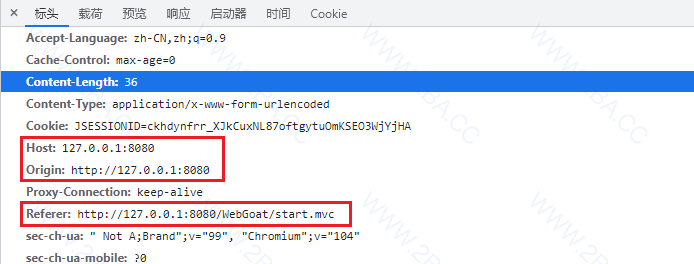 标头 载荷 预览 响应 启动器 时间 Cookie
Accept-Language: zh-CN,zh;q=0.9
Cache-Control: max-age=0
Content-Length: 36
Content-Type: application/x-www-form-urlencoded
Cookie: JSESSIONID=ckhdynfrr_XJkCuxNL87oftgytuOmKSEO3WjYjHA
Host: 127.0.0.1:8080
Origin: http://127.0.0.1:8080
Proxy-Connection: keep-alive
Referer: http://127.0.0.1:8080/WebGoat/start.mvc
sec-ch-ua: " Not A;Brand";v="99", "Chromium";v="104"
sec-ch-ua-mobile: ?0